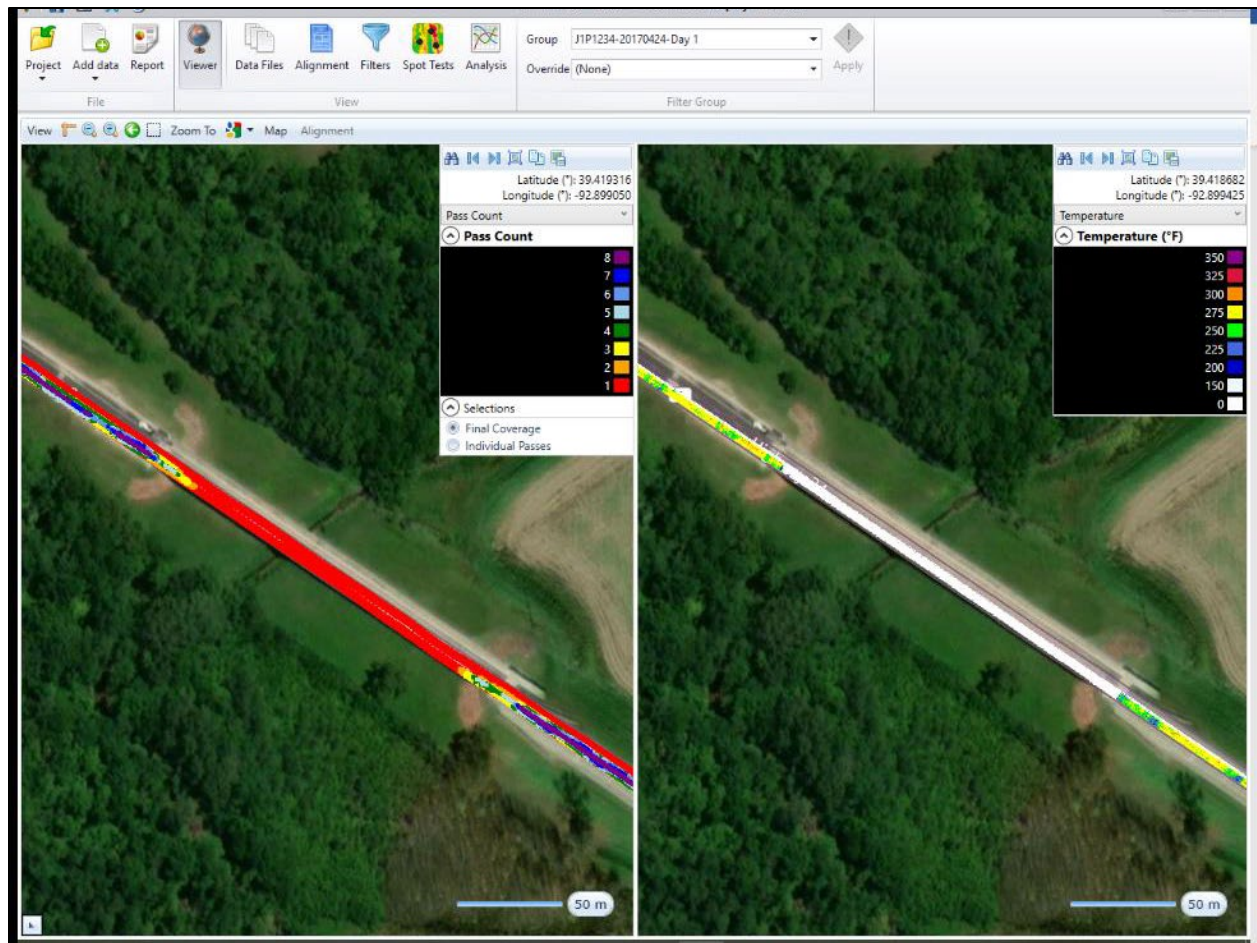 Project
Add data
Report
Viewer
Data Files
Alignment
Filters
Spot Tests
Analysis
Group J1P1234-20170424-Day 1
Override (None)
Apply
File
View
Filter Group
View Zoom To Map Alignment
Latitude (°): 39.419316
Longitude (°): -92.899050
Pass Count
Pass Count
8
7
6
5
4
3
2
1
Selections
Final Coverage
Individual Passes
50 m
Latitude (°): 39.418682
Longitude (°): -92.899425
Temperature
Temperature (°F)
350
325
300
275
250
225
200
150
0
50 m